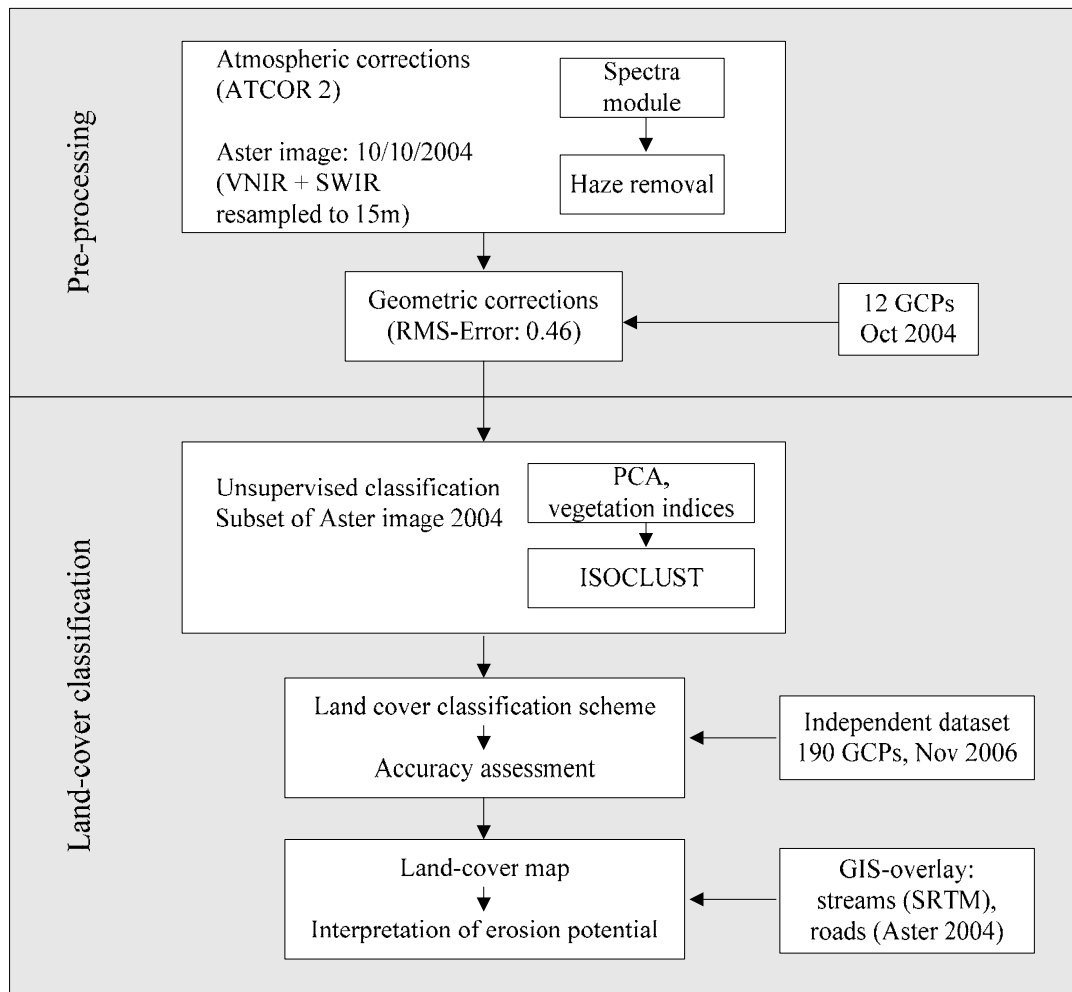 Pre-processing
Atmospheric corrections
(ATCOR 2)
Aster image: 10/10/2004
(VNIR + SWIR
resampled to 15m)
Spectra
module
Haze removal
Geometric corrections
(RMS-Error: 0.46)
12 GCPs
Oct 2004
Land-cover classification
Unsupervised classification
Subset of Aster image 2004
PCA,
vegetation indices
ISOCLUST
Land cover classification scheme
Accuracy assessment
Independent dataset
190 GCPs, Nov 2006
Land-cover map
Interpretation of erosion potential
GIS-overlay:
streams (SRTM),
roads (Aster 2004)